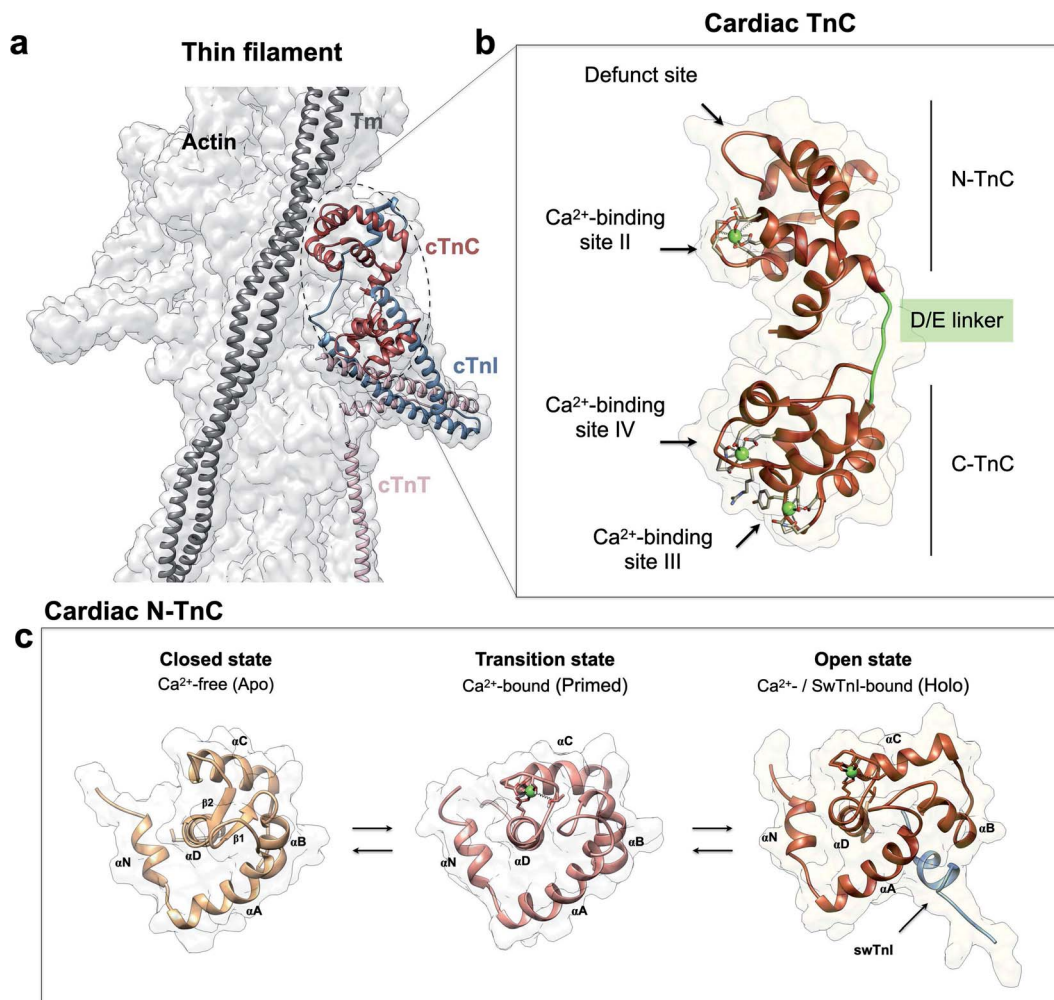 a
Thin filament
Actin
Tm
cTnC
cTnI
cTnT
b
Cardiac TnC
Defunct site
N-TnC
Ca²⁺-binding
site II
D/E linker
Ca²⁺-binding
site IV
C-TnC
Ca²⁺-binding
site III
Cardiac N-TnC
c
Closed state
Ca²⁺-free (Apo)
αC
β2
β1
αB
αD
αN
αA
Transition state
Ca²⁺-bound (Primed)
αC
αB
αD
αN
αA
Open state
Ca²⁺- / SwTnI-bound (Holo)
αC
αN
αB
αD
αA
swTnI